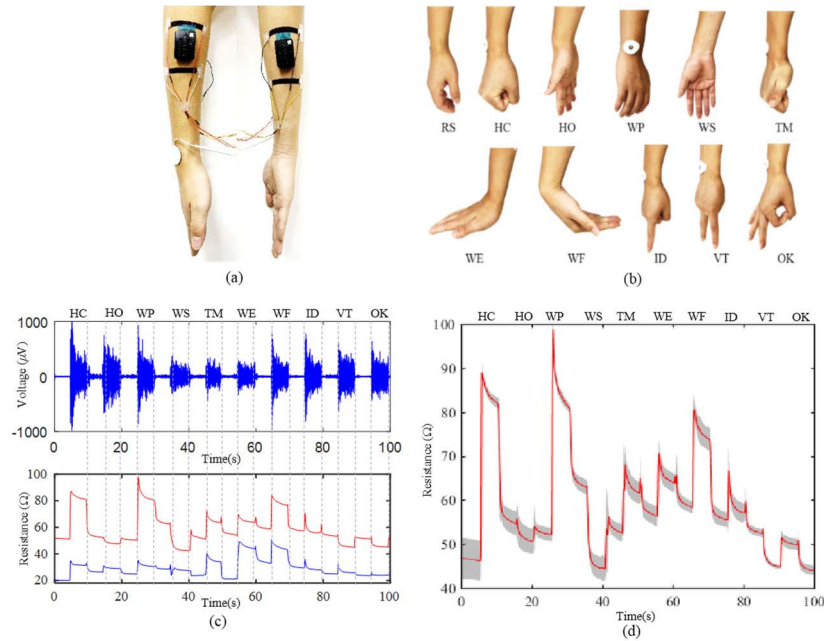 (a)
RS HC HO WP WS TM
WE WF ID VT OK
(b)
HC HO WP WS TM WE WF ID VT OK
1000
0
-1000
Voltage (μV)
0 20 40 60 80 100
Time(s)
100
80
60
40
20
Resistance (Ω)
0 20 40 60 80 100
Time(s)
(c)
HC HO WP WS TM WE WF ID VT OK
100
90
80
70
60
50
40
Resistance (Ω)
0 20 40 60 80 100
Time(s)
(d)